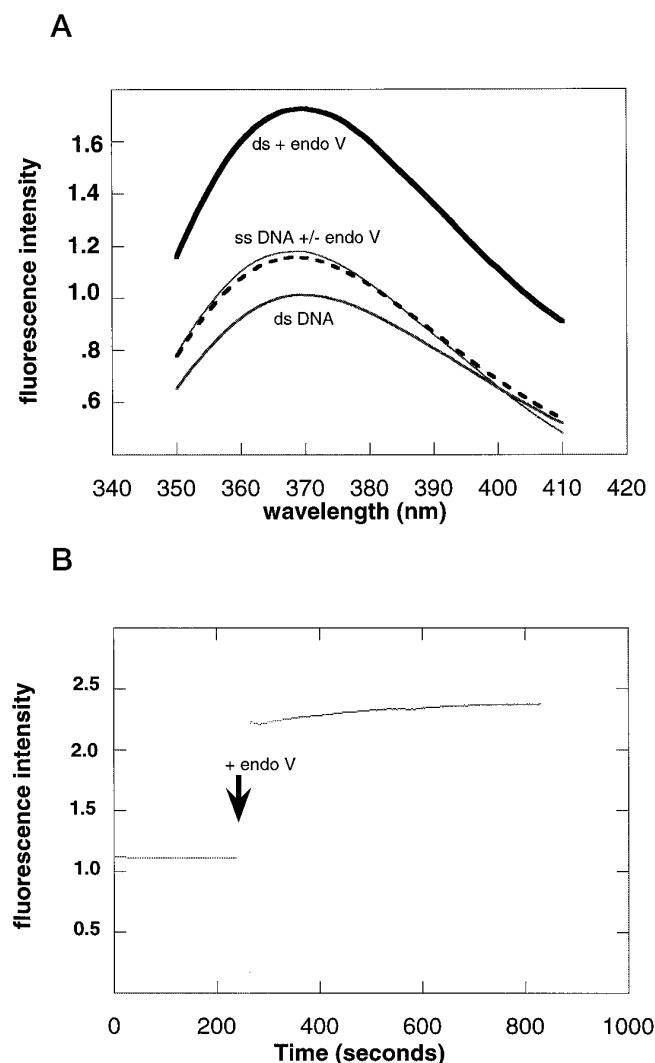 A
fluorescence intensity
1.6
1.4
1.2
1.0
.8
.6
ds + endo V
ss DNA +/- endo V
ds DNA
340 350 360 370 380 390 400 410 420
wavelength (nm)
B
fluorescence intensity
2.5
2.0
1.5
1.0
0.5
+ endo V
0 200 400 600 800 1000
Time (seconds)